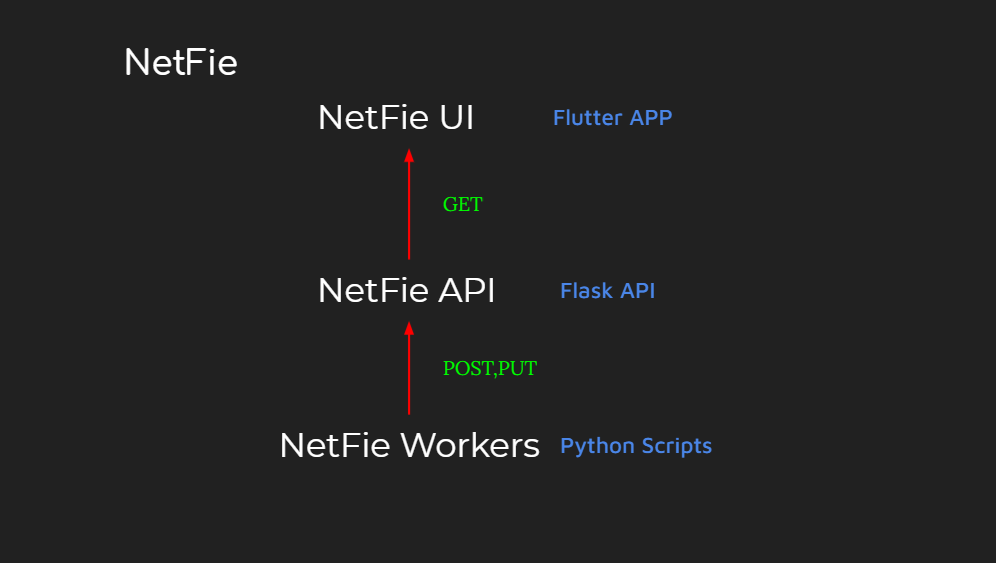 NetFie
NetFie UI Flutter APP
GET
NetFie API Flask API
POST,PUT
NetFie Workers Python Scripts